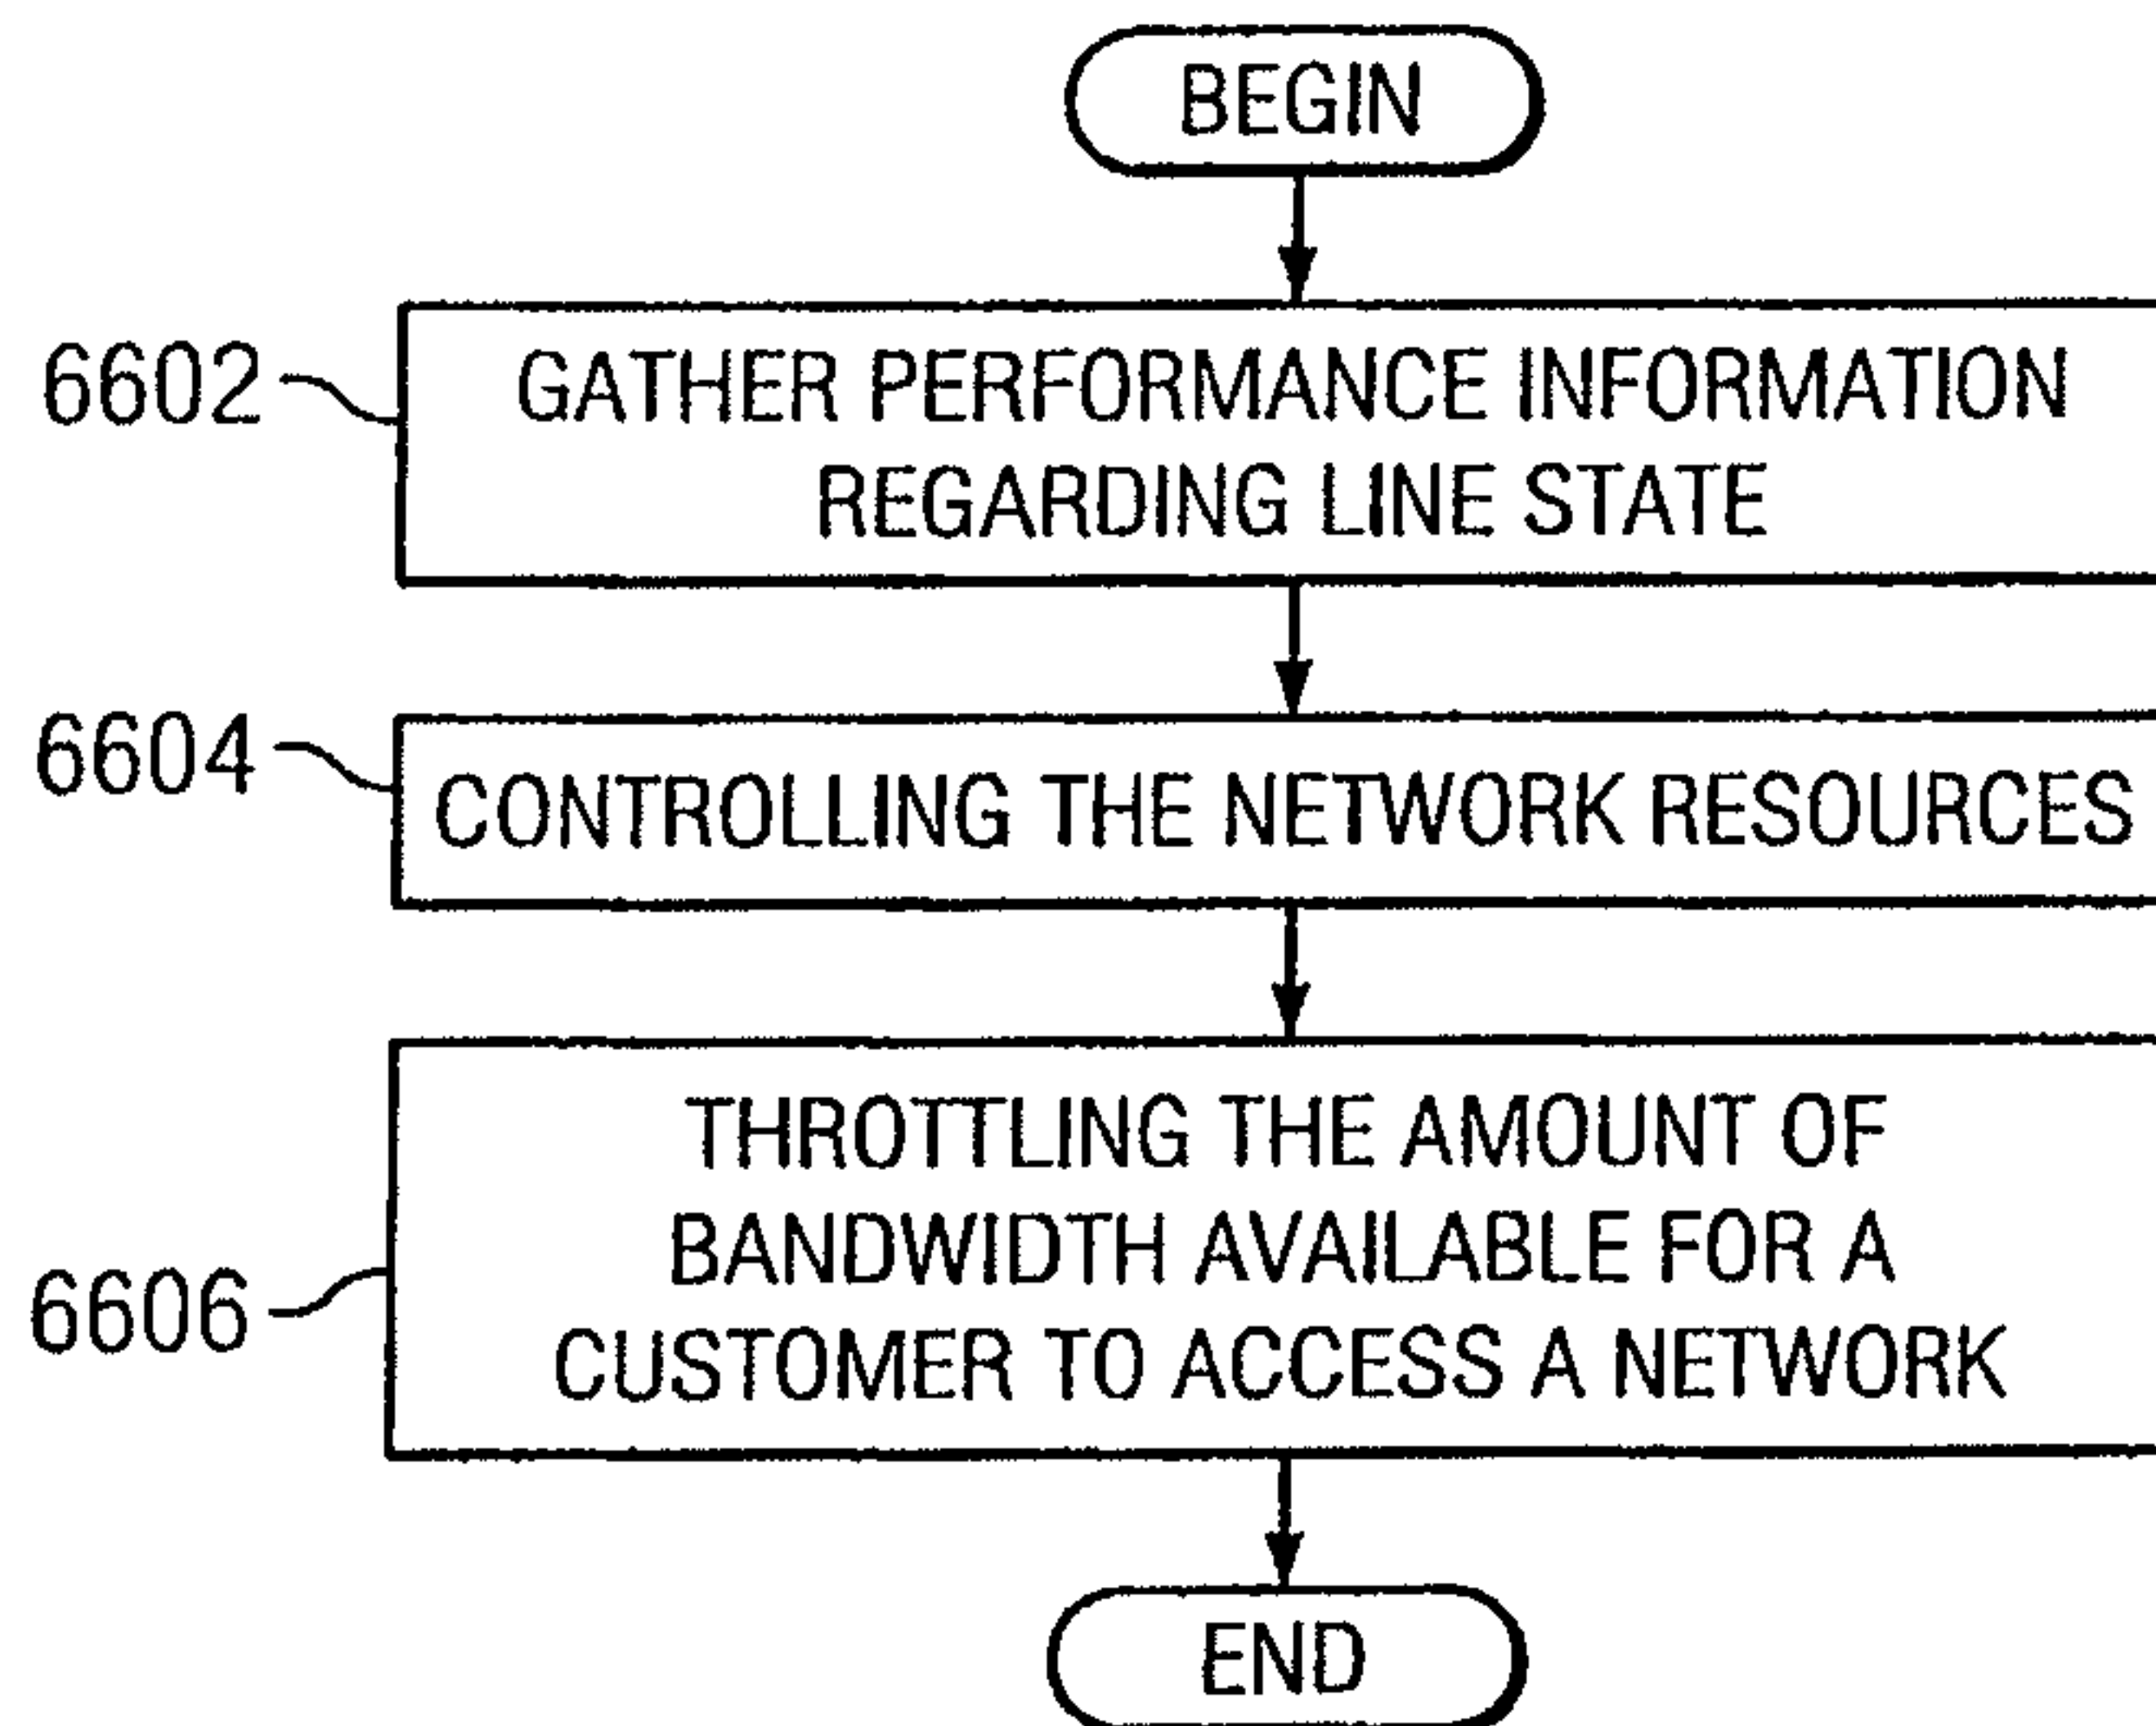 BEGIN
6602
GATHER PERFORMANCE INFORMATION
REGARDING LINE STATE
6604
CONTROLLING THE NETWORK RESOURCES
6606
THROTTLING THE AMOUNT OF
BANDWIDTH AVAILABLE FOR A
CUSTOMER TO ACCESS A NETWORK
END